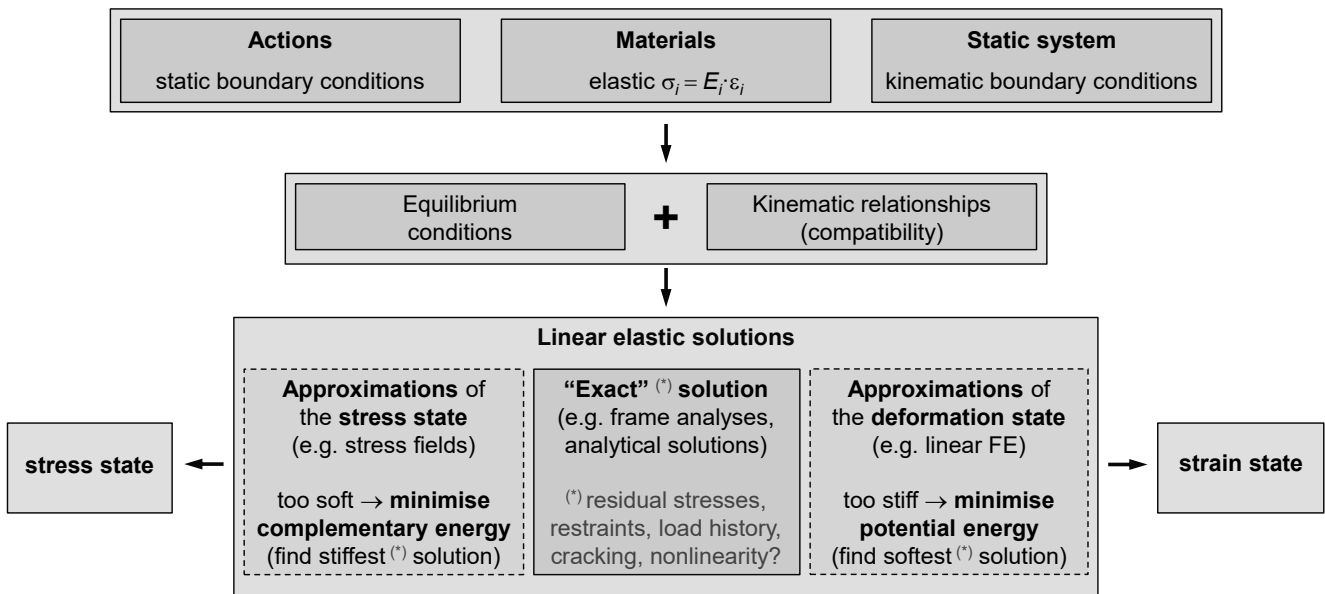 Actions
static boundary conditions
Materials
elastic σi = Ei·εi
Static system
kinematic boundary conditions
Equilibrium
conditions
+
Kinematic relationships
(compatibility)
Linear elastic solutions
stress state
Approximations of
the stress state
(e.g. stress fields)
too soft → minimise
complementary energy
(find stiffest (*) solution)
“Exact” (*) solution
(e.g. frame analyses,
analytical solutions)
(*) residual stresses,
restraints, load history,
cracking, nonlinearity?
Approximations of
the deformation state
(e.g. linear FE)
too stiff → minimise
potential energy
(find softest (*) solution)
strain state